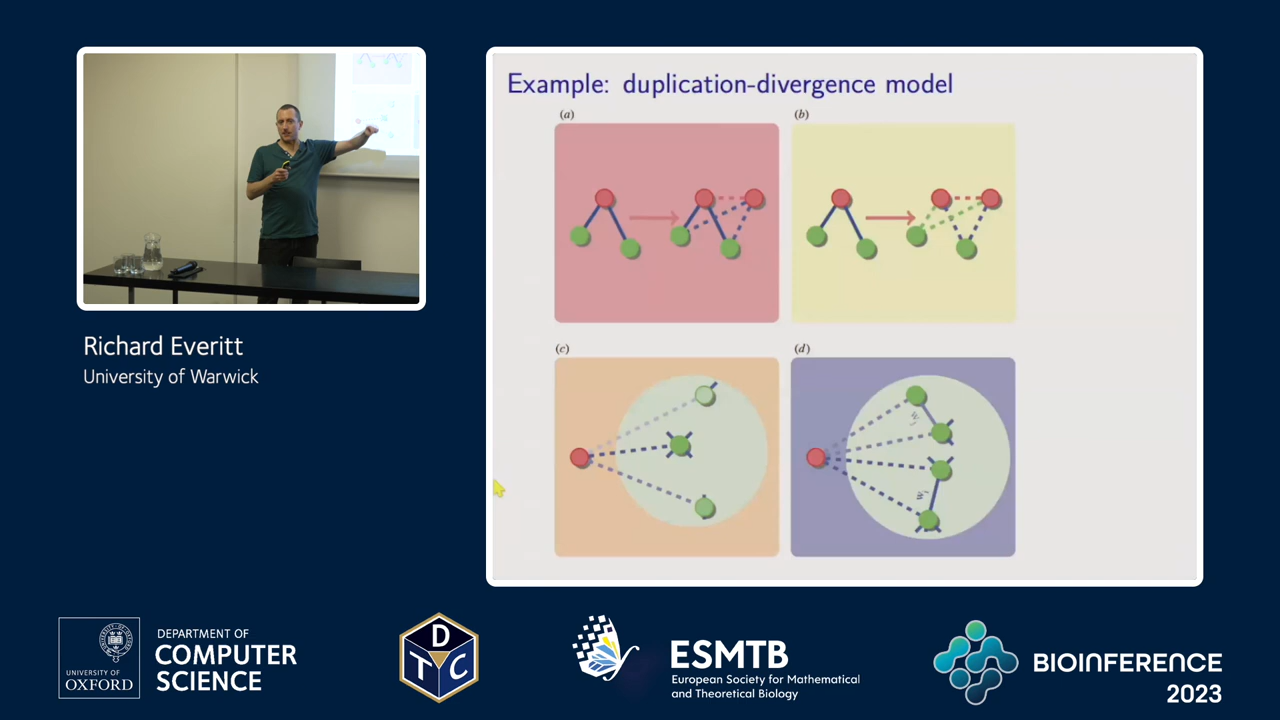 Example: duplication-divergence model
(a)
(b)
(c)
(d)
Richard Everitt
University of Warwick
UNIVERSITY OF
OXFORD
DEPARTMENT OF
COMPUTER
SCIENCE
D
T C
ESMTB
European Society for Mathematical
and Theoretical Biology
BIOINFERENCE
2023